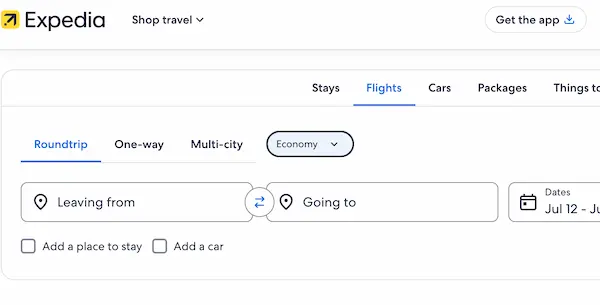 Expedia Shop travel Get the app
Stays Flights Cars Packages Things to
Roundtrip One-way Multi-city Economy
Leaving from Going to Dates
Jul 12 - Ju
Add a place to stay Add a car